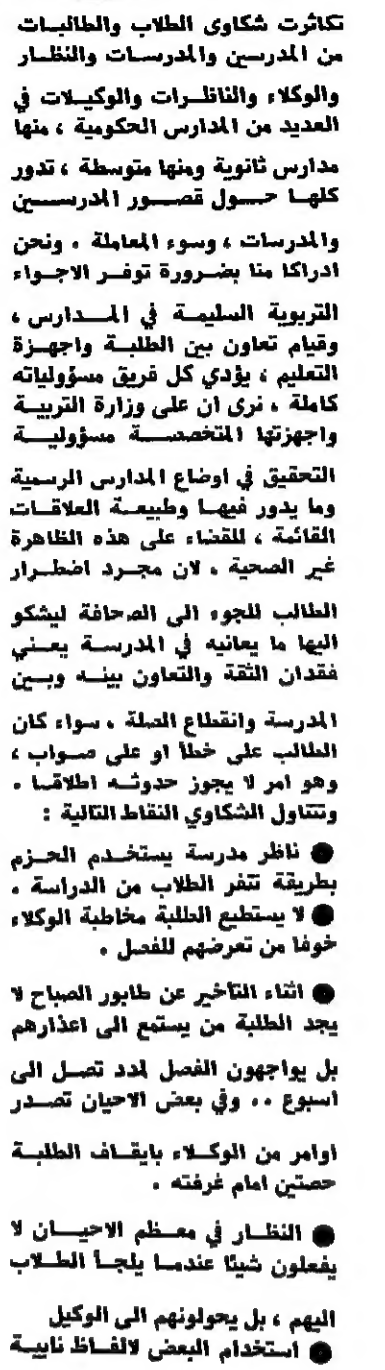 تكاثرت شكاوى الطلاب والطالبات
من المدرسين والمدرسات والنظار
والوكلاء والناظرات والوكيلات في
العديد من المدارس الحكومية ، منها
مدارس ثانوية ومنها متوسطة ، تدور
كلها حول قصور المدرسين
والمدرسات ، وسوء المعاملة . ونحن
ادراكا منا بضرورة توفر الاجواء
التربوية السليمة في المدارس ،
وقيام تعاون بين الطلبة واجهزة
التعليم ، يؤدي كل فريق مسؤولياته
كاملة ، نرى ان على وزارة التربية
واجهزتها المتخصصة مسؤولية
التحقيق في اوضاع المدارس الرسمية
وما يدور فيها وطبيعة العلاقات
القائمة ، للقضاء على هذه الظاهرة
غير الصحية . لان مجرد اضطرار
الطالب للجوء الى الصحافة ليشكو
اليها ما يعانيه في المدرسة يعني
فقدان الثقة والتعاون بينه وبين
المدرسة وانقطاع الصلة . سواء كان
الطالب على خطأ او على صواب ،
وهو امر لا يجوز حدوثه اطلاقا .
وتتناول الشكاوي النقاط التالية :
● ناظر مدرسة يستخدم الحزم
بطريقة تنفر الطلاب من الدراسة .
● لا يستطيع الطلبة مخاطبة الوكلاء
خوفا من تعرضهم للفصل .
● اثناء التأخير عن طابور الصباح لا
يجد الطلبة من يستمع الى اعذارهم
بل يواجهون الفصل لمدد تصل الى
اسبوع .. وفي بعض الاحيان تصدر
اوامر من الوكلاء بايقاف الطلبة
حصتين امام غرفته .
● النظار في معظم الاحيان لا
يفعلون شيئا عندما يلجأ الطلاب
اليهم ، بل يحولونهم الى الوكيل
● استخدام البعض لالفاظ نابية